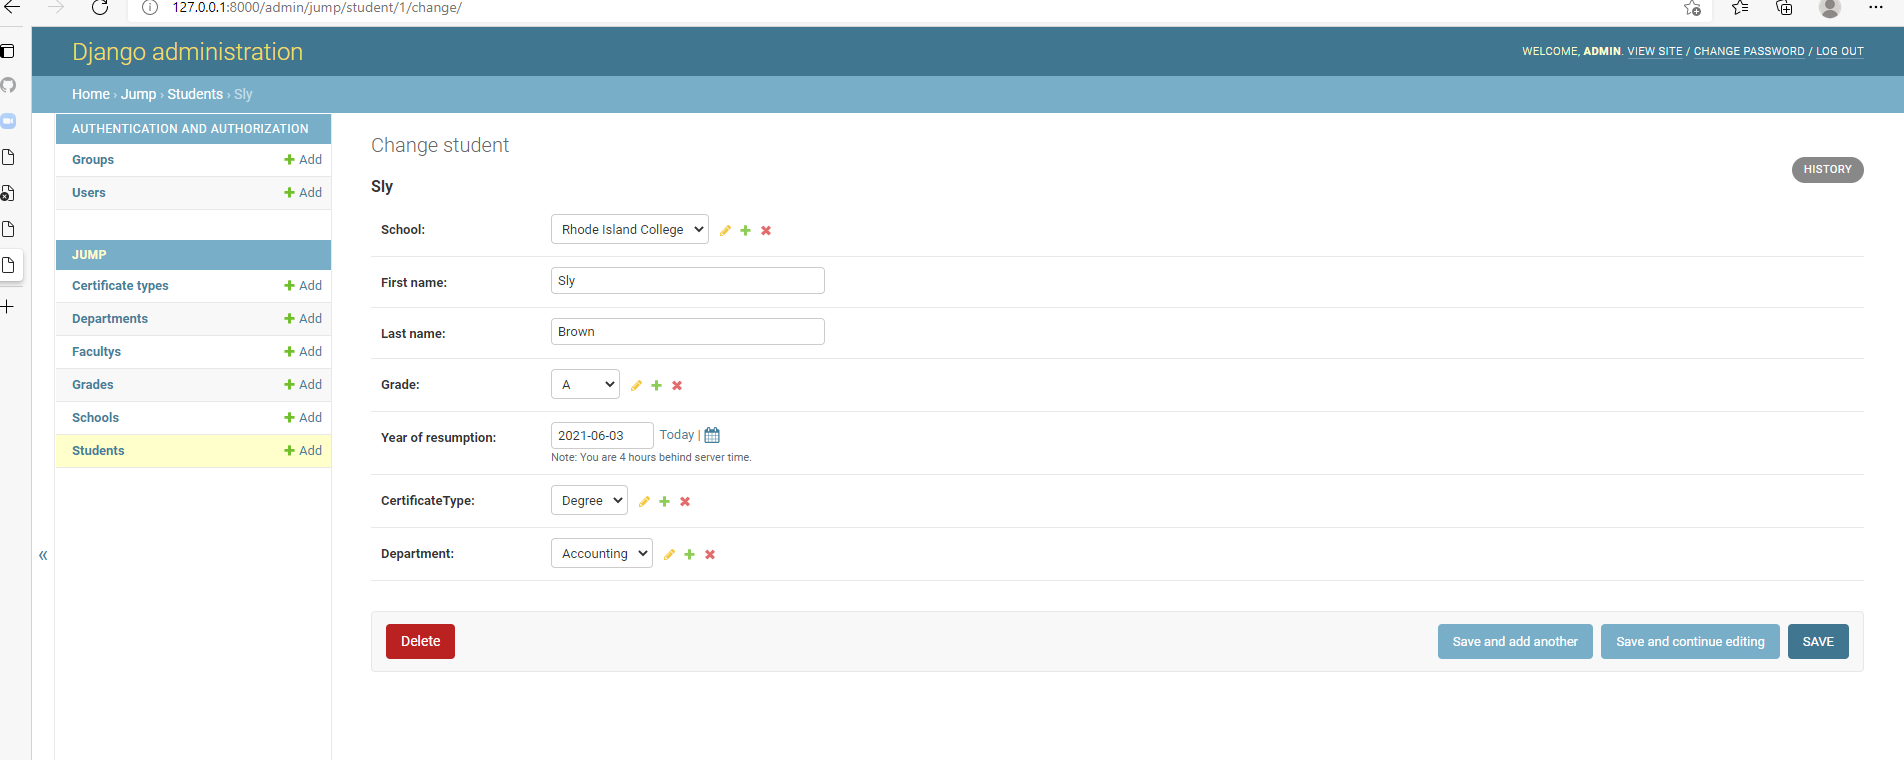 127.0.0.1:8000/admin/jump/student/1/change/
Django administration
WELCOME, ADMIN. VIEW SITE / CHANGE PASSWORD / LOG OUT
Home › Jump › Students › Sly
AUTHENTICATION AND AUTHORIZATION
Groups Add
Users Add
JUMP
Certificate types Add
Departments Add
Facultys Add
Grades Add
Schools Add
Students Add
«
Change student
HISTORY
Sly
School: Rhode Island College
First name: Sly
Last name: Brown
Grade: A
Year of resumption: 2021-06-03 Today |
Note: You are 4 hours behind server time.
CertificateType: Degree
Department: Accounting
Delete Save and add another Save and continue editing SAVE